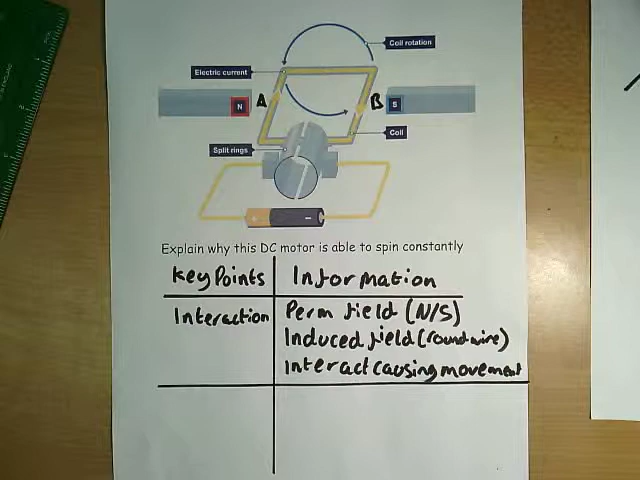 Coil rotation
Electric current
A
B
N
S
Coil
Split rings
+
-
Explain why this DC motor is able to spin constantly
Key Points
Information
Interaction
Perm field (N/S)
Induced field (round wire)
Interact causing movement